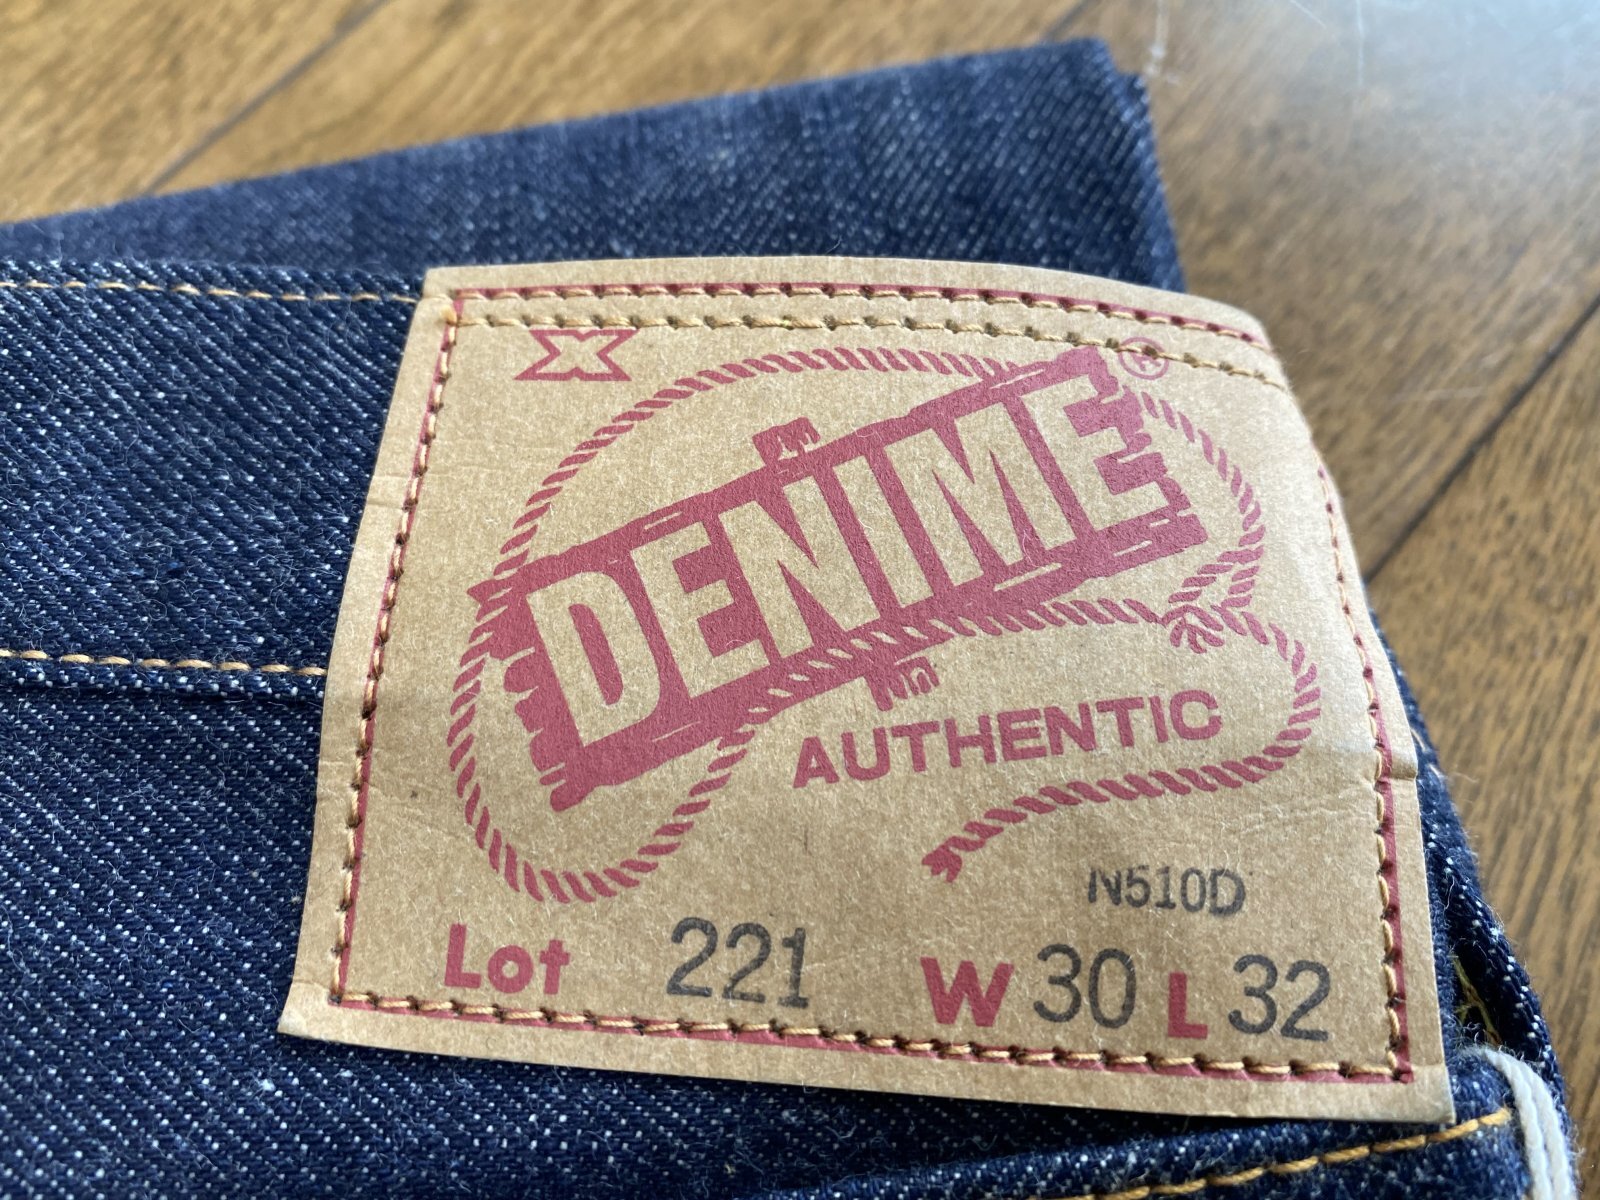 X
DENIME ®
AUTHENTIC
N510D
Lot 221 W 30 L 32